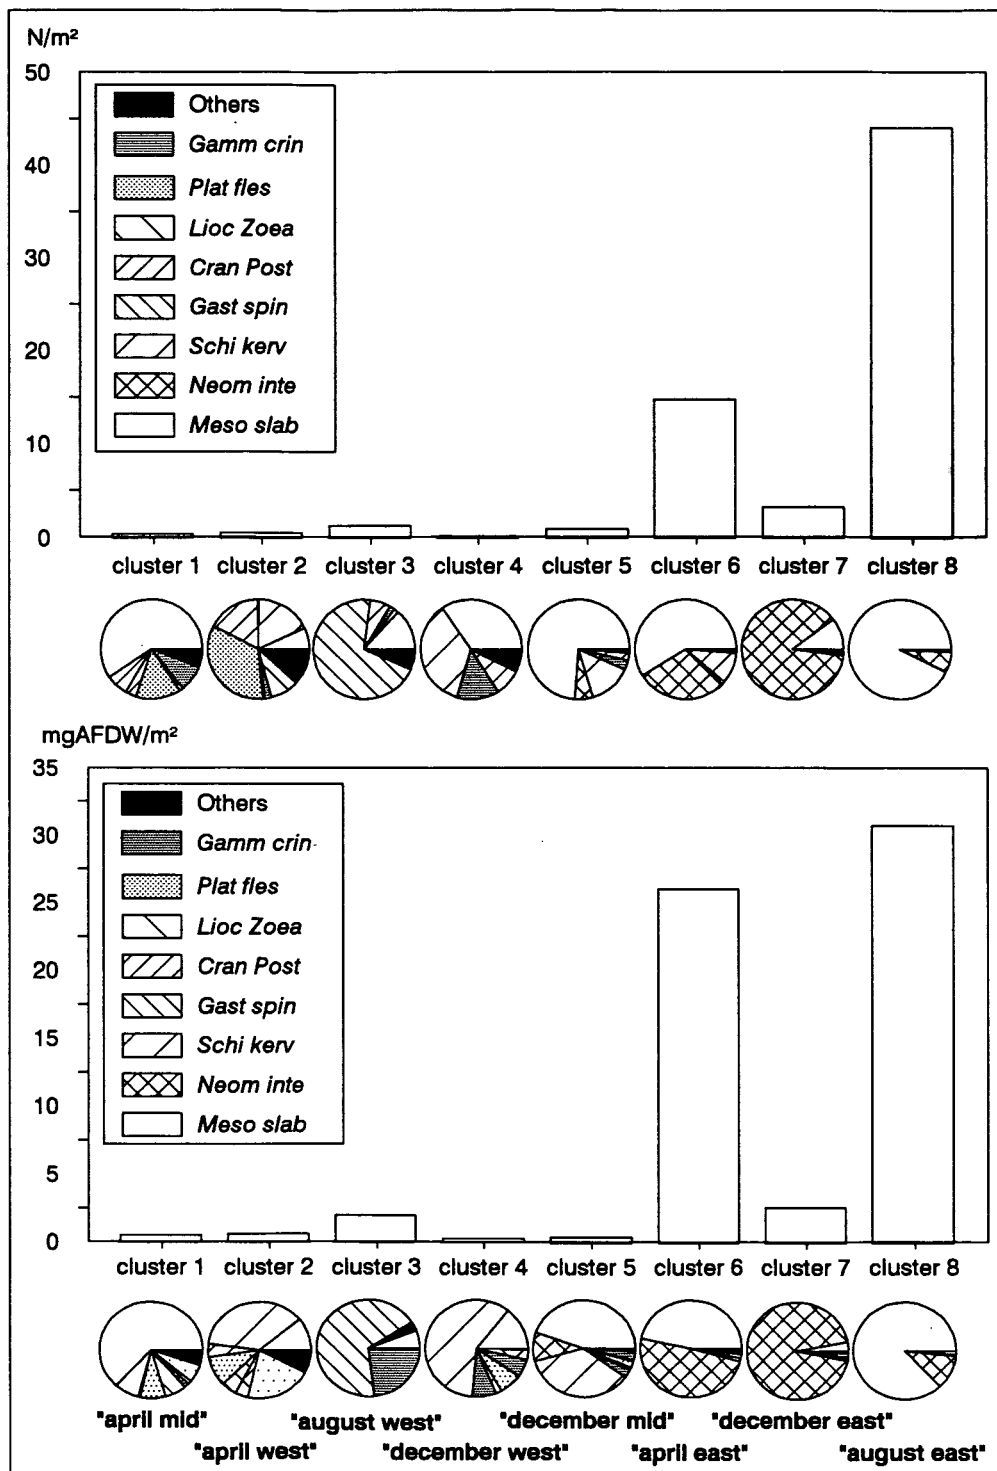 N/m²
50
40
30
20
10
0
Others
Gamm crin
Plat fles
Lioc Zoea
Cran Post
Gast spin
Schi kerv
Neom inte
Meso slab
cluster 1 cluster 2 cluster 3 cluster 4 cluster 5 cluster 6 cluster 7 cluster 8
mgAFDW/m²
35
30
25
20
15
10
5
0
Others
Gamm crin
Plat fles
Lioc Zoea
Cran Post
Gast spin
Schi kerv
Neom inte
Meso slab
cluster 1 cluster 2 cluster 3 cluster 4 cluster 5 cluster 6 cluster 7 cluster 8
"april mid" "august west" "december mid" "december east"
"april west" "december west" "april east" "august east"